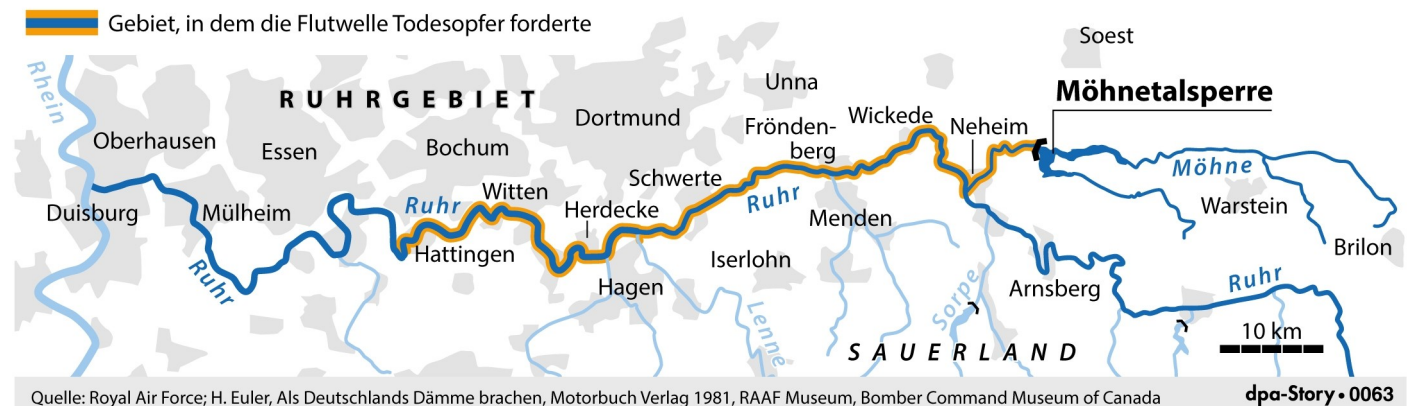 Gebiet, in dem die Flutwelle Todesopfer forderte
Soest
Rhein
RUHRGEBIET
Unna
Möhnetalsperre
Oberhausen
Essen
Bochum
Dortmund
Frönden-
berg
Wickede
Neheim
Möhne
Duisburg
Mülheim
Ruhr
Witten
Herdecke
Schwerte
Ruhr
Menden
Warstein
Brilon
Ruhr
Hattingen
Hagen
Iserlohn
Lenne
Sorpe
Arnsberg
Ruhr
10 km
SAUERLAND
Quelle: Royal Air Force; H. Euler, Als Deutschlands Dämme brachen, Motorbuch Verlag 1981, RAAF Museum, Bomber Command Museum of Canada
dpa-Story • 0063